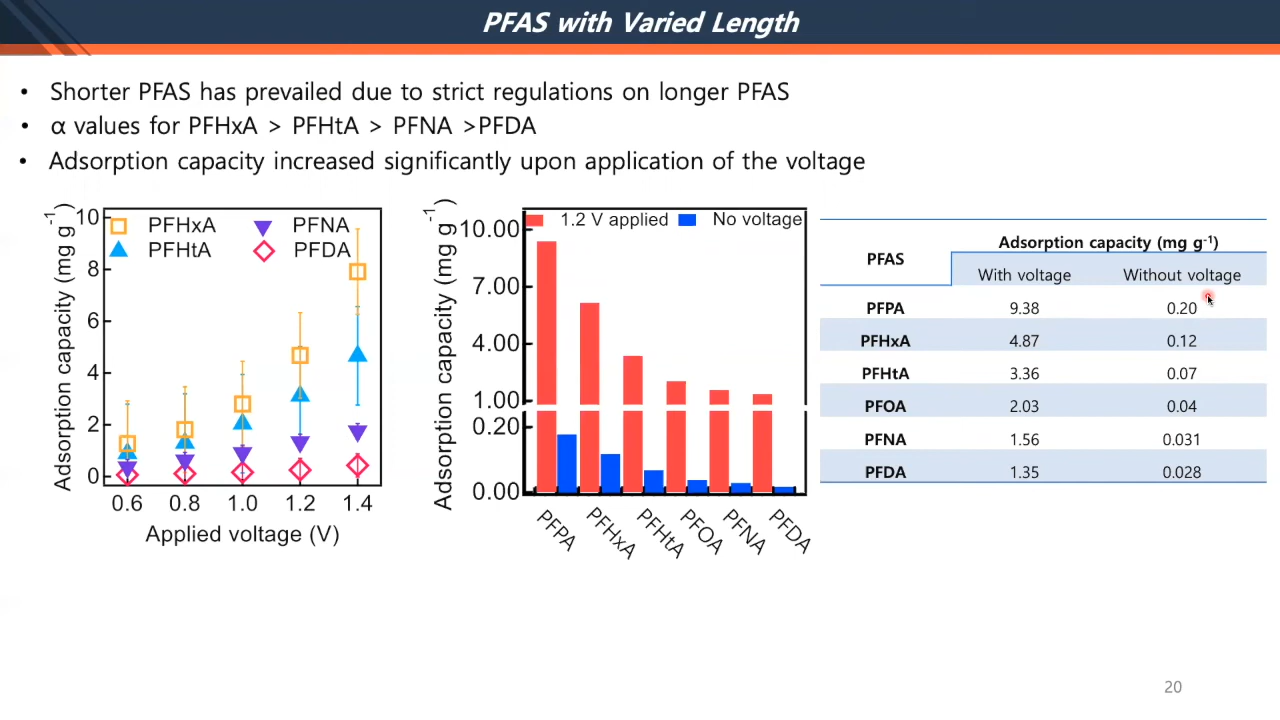 PFAS with Varied Length
• Shorter PFAS has prevailed due to strict regulations on longer PFAS
• α values for PFHxA > PFHtA > PFNA >PFDA
• Adsorption capacity increased significantly upon application of the voltage
Adsorption capacity (mg g-1)
10
8
6
4
2
0
PFHxA
PFNA
PFHtA
PFDA
0.6 0.8 1.0 1.2 1.4
Applied voltage (V)
Adsorption capacity (mg g-1)
10.00
7.00
4.00
1.00
0.20
0.00
1.2 V applied
No voltage
PFPA PFHxA PFHtA PFOA PFNA PFDA
PFAS
Adsorption capacity (mg g-1)
With voltage Without voltage
PFPA 9.38 0.20
PFHxA 4.87 0.12
PFHtA 3.36 0.07
PFOA 2.03 0.04
PFNA 1.56 0.031
PFDA 1.35 0.028
20